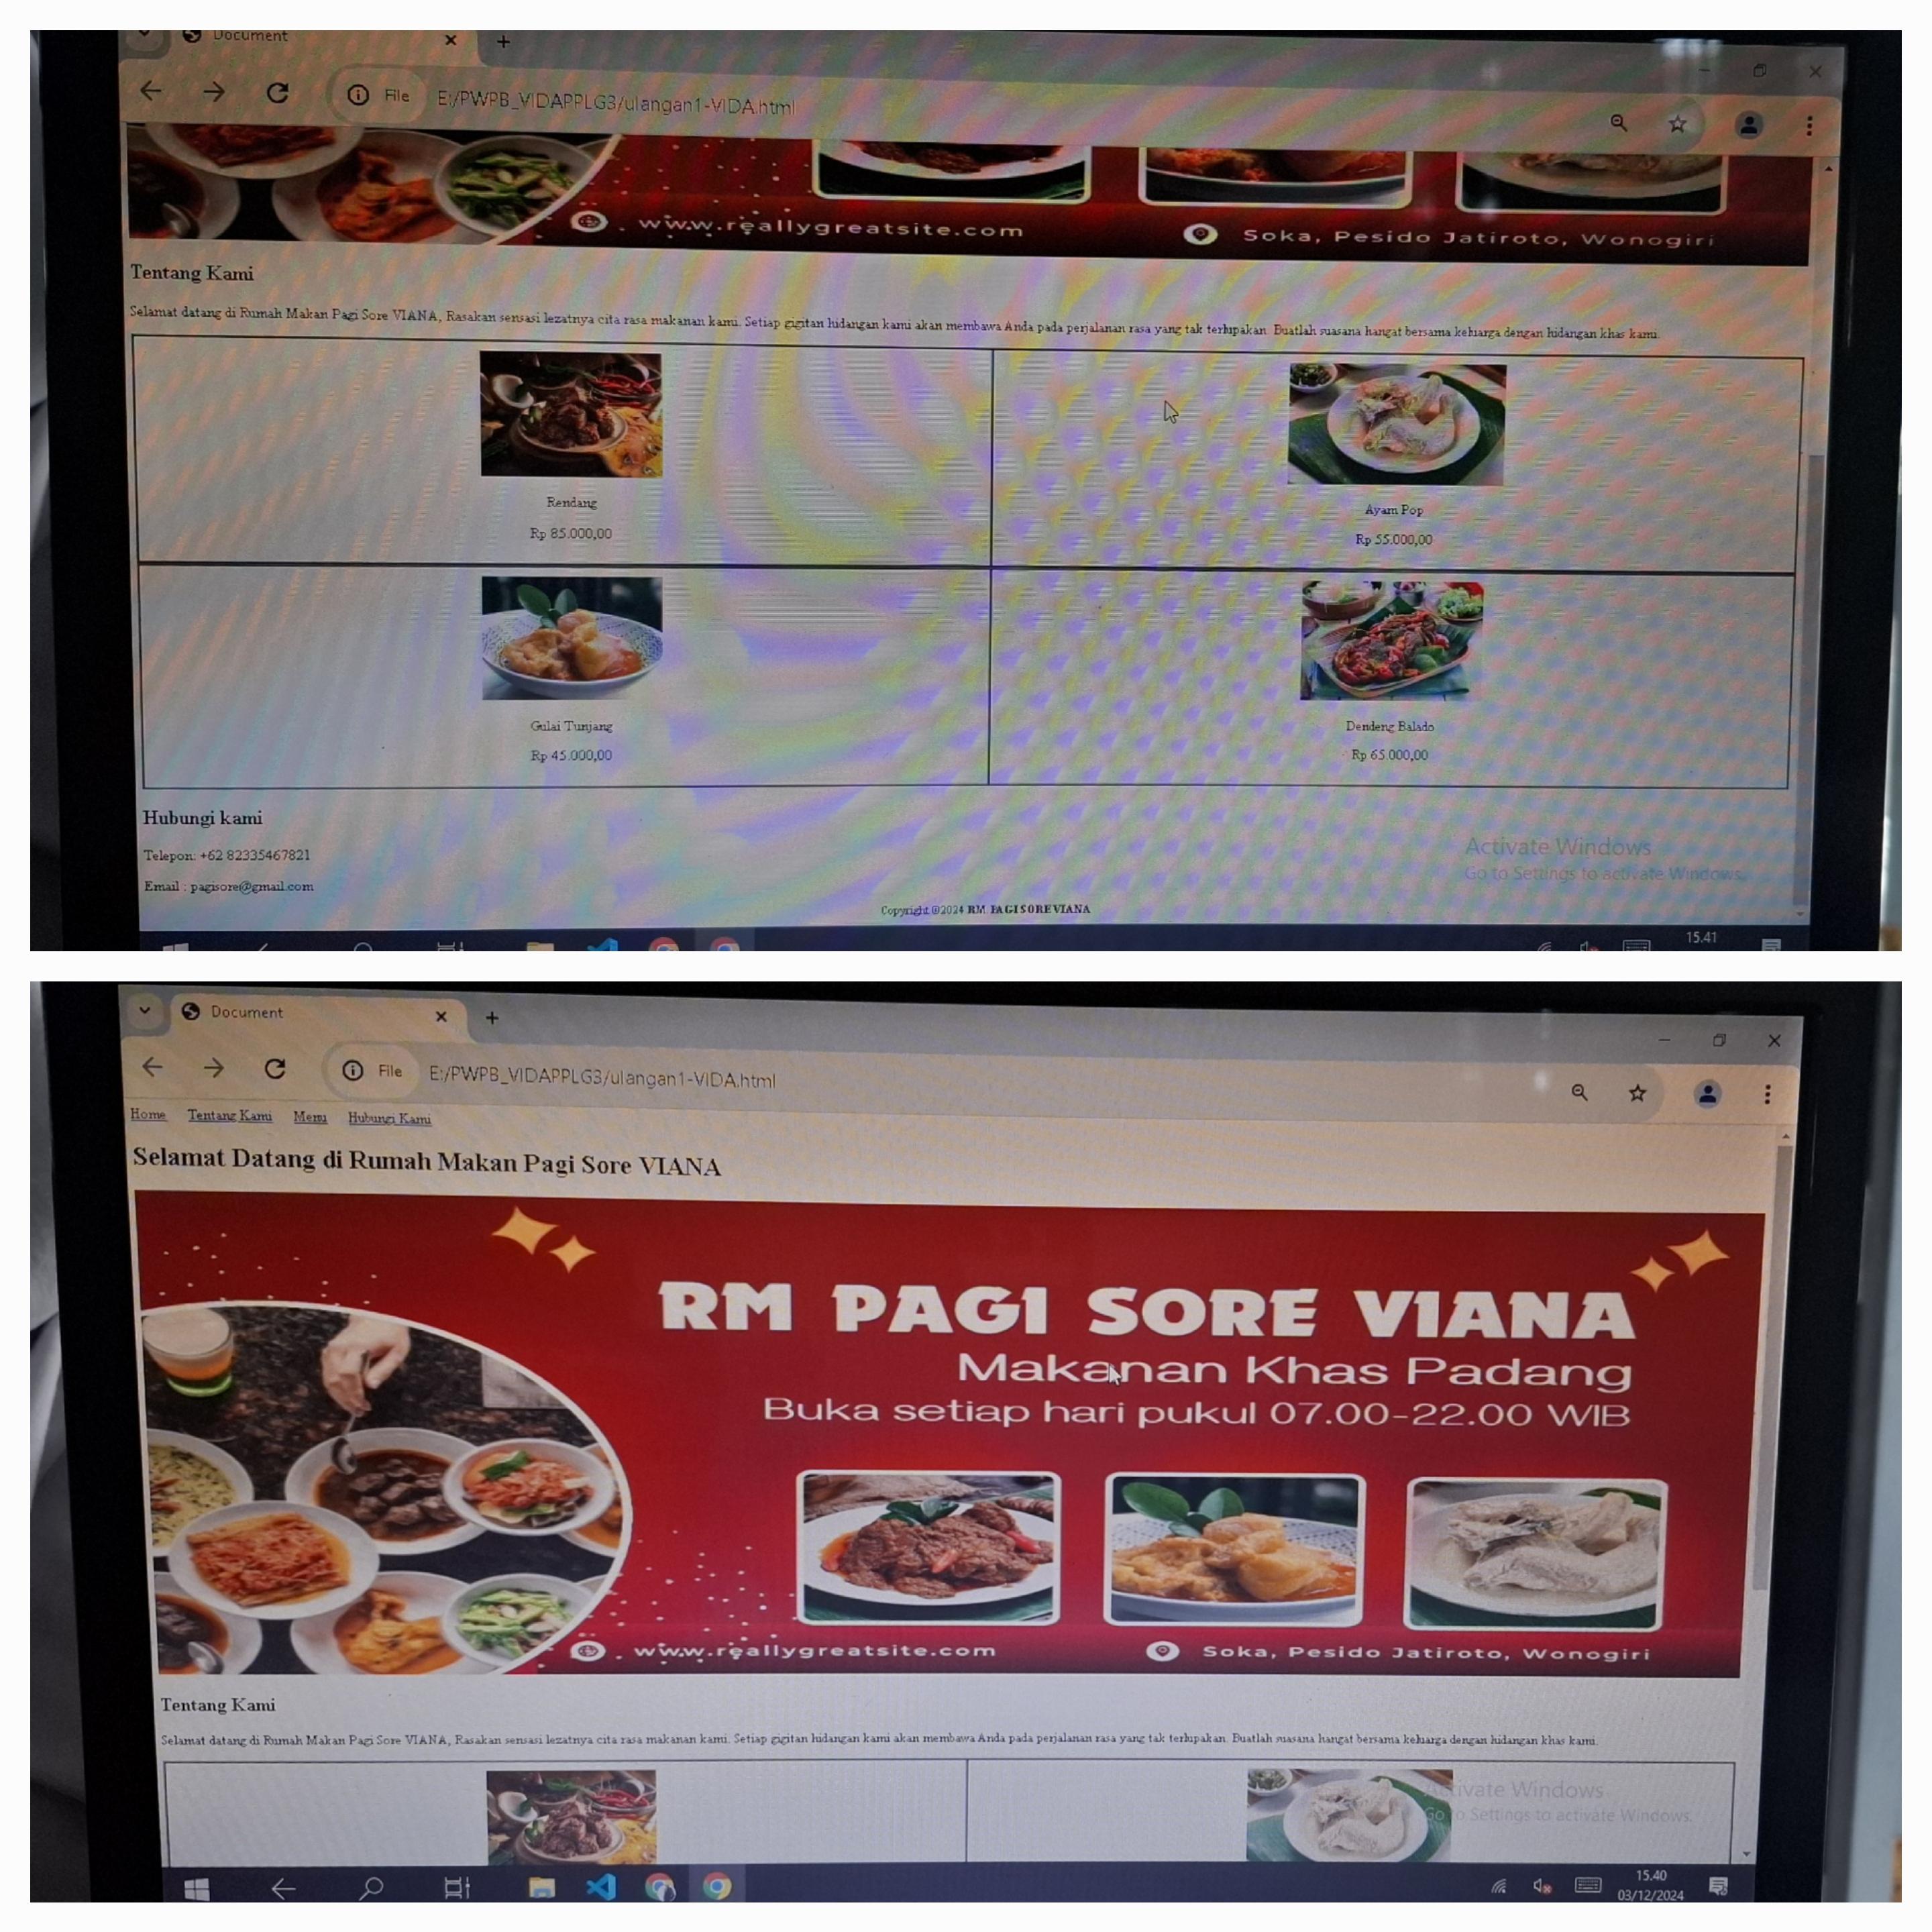 Document
File
E:/PWPB_VIDAPPLG3/ulangan1-VIDA.html
www.reallygreatsite.com
Soka, Pesido Jatiroto, Wonogiri
Tentang Kami
Selamat datang di Rumah Makan Pagi Sore VIANA, Rasakan sensasi lezatnya cita rasa makanan kami. Setiap gigitan hidangan kami akan membawa Anda pada perjalanan rasa yang tak terlupakan. Buatlah suasana hangat bersama keluarga dengan hidangan khas kami.
Rendang
Rp 85.000,00
Ayam Pop
Rp 55.000,00
Gulai Tunjang
Rp 45.000,00
Dendeng Balado
Rp 65.000,00
Hubungi kami
Telepon: +62 82335467821
Email : pagisore@gmail.com
Activate Windows
Go to Settings to activate Windows.
Copyright ©2024 RM PAGI SORE VIANA
15.41
Document
File
E:/PWPB_VIDAPPLG3/ulangan1-VIDA.html
Home Tentang Kami Menu Hubungi Kami
Selamat Datang di Rumah Makan Pagi Sore VIANA
RM PAGI SORE VIANA
Makanan Khas Padang
Buka setiap hari pukul 07.00-22.00 WIB
www.reallygreatsite.com
Soka, Pesido Jatiroto, Wonogiri
Tentang Kami
Selamat datang di Rumah Makan Pagi Sore VIANA, Rasakan sensasi lezatnya cita rasa makanan kami. Setiap gigitan hidangan kami akan membawa Anda pada perjalanan rasa yang tak terlupakan. Buatlah suasana hangat bersama keluarga dengan hidangan khas kami.
Activate Windows
Go to Settings to activate Windows.
15.40
03/12/2024